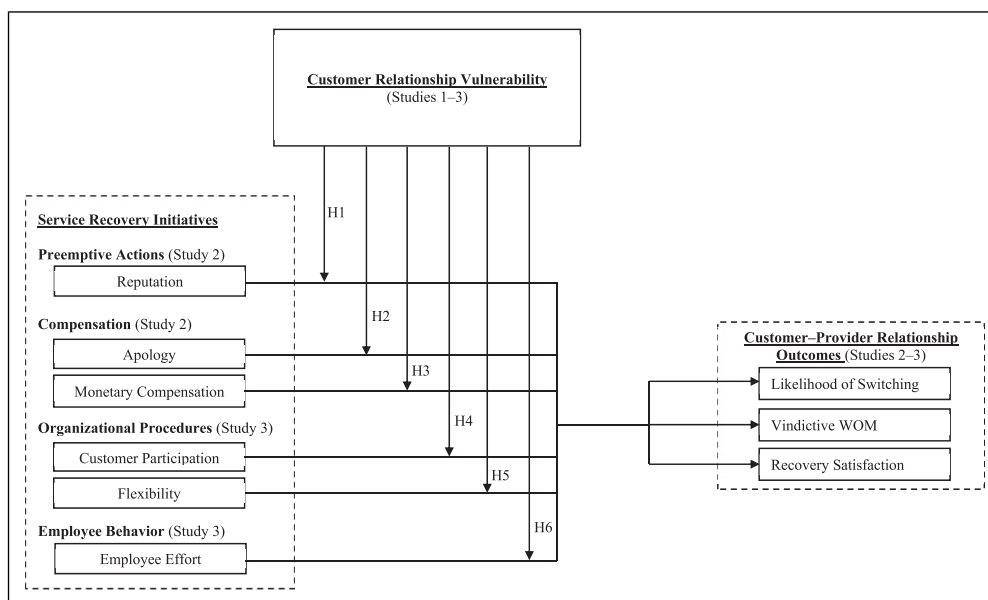 Customer Relationship Vulnerability
(Studies 1–3)
H1
Service Recovery Initiatives
Preemptive Actions (Study 2)
Reputation
Compensation (Study 2)
H2
Apology
Monetary Compensation
H3
Organizational Procedures (Study 3)
H4
Customer Participation
Flexibility
H5
Employee Behavior (Study 3)
H6
Employee Effort
Customer–Provider Relationship
Outcomes (Studies 2–3)
Likelihood of Switching
Vindictive WOM
Recovery Satisfaction